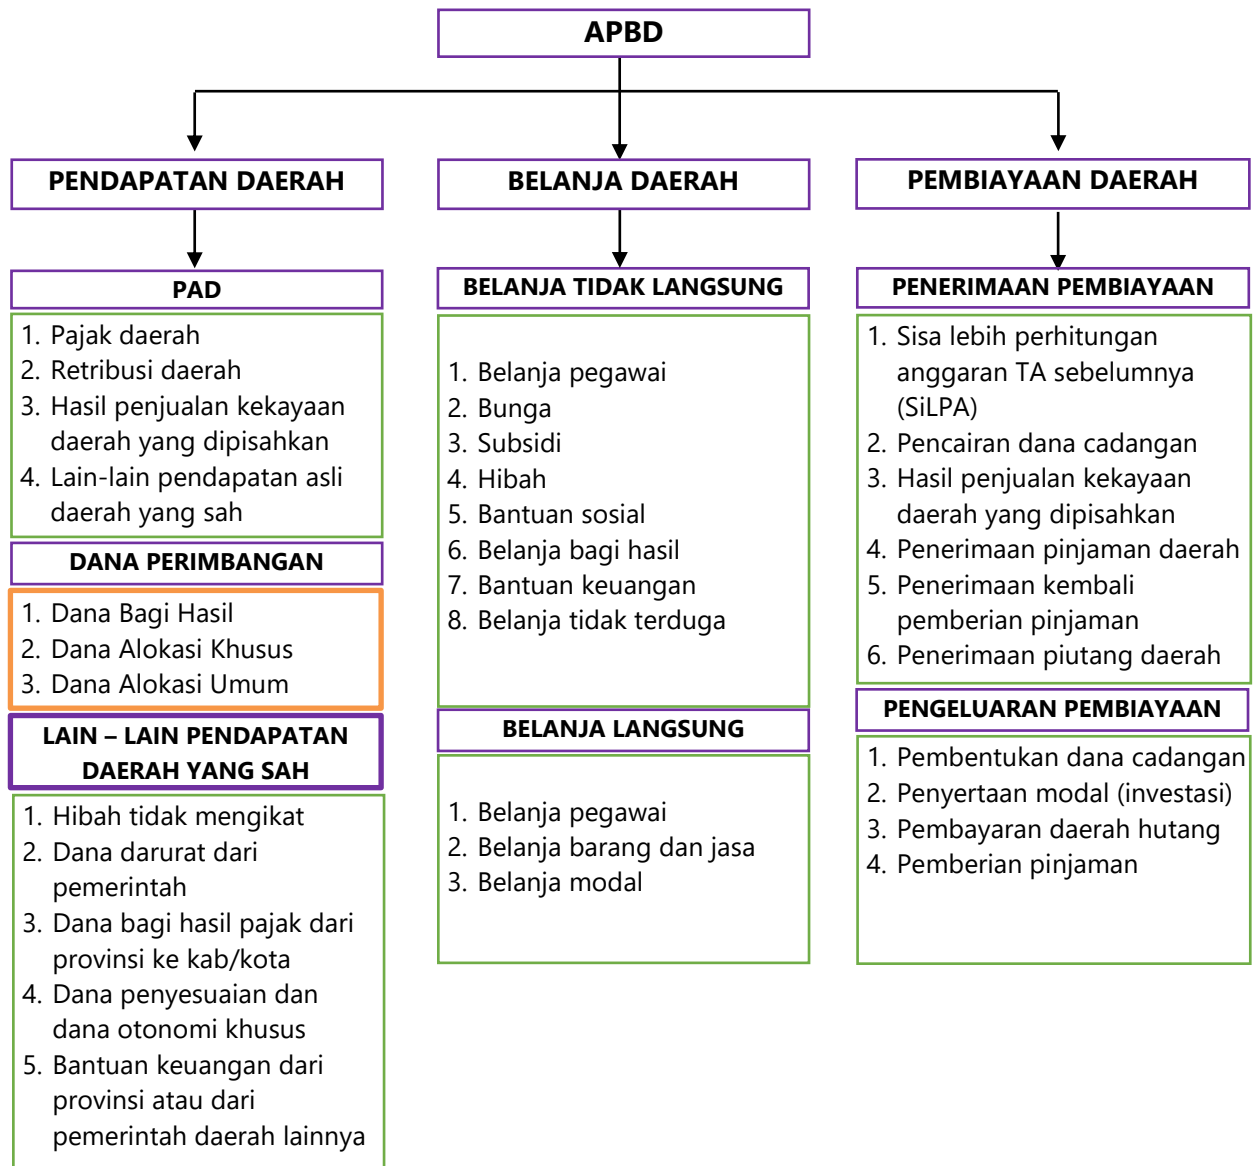 APBD
PENDAPATAN DAERAH
PAD
1. Pajak daerah
2. Retribusi daerah
3. Hasil penjualan kekayaan
daerah yang dipisahkan
4. Lain-lain pendapatan asli
daerah yang sah
DANA PERIMBANGAN
1. Dana Bagi Hasil
2. Dana Alokasi Khusus
3. Dana Alokasi Umum
LAIN – LAIN PENDAPATAN
DAERAH YANG SAH
1. Hibah tidak mengikat
2. Dana darurat dari
pemerintah
3. Dana bagi hasil pajak dari
provinsi ke kab/kota
4. Dana penyesuaian dan
dana otonomi khusus
5. Bantuan keuangan dari
provinsi atau dari
pemerintah daerah lainnya
BELANJA DAERAH
BELANJA TIDAK LANGSUNG
1. Belanja pegawai
2. Bunga
3. Subsidi
4. Hibah
5. Bantuan sosial
6. Belanja bagi hasil
7. Bantuan keuangan
8. Belanja tidak terduga
BELANJA LANGSUNG
1. Belanja pegawai
2. Belanja barang dan jasa
3. Belanja modal
PEMBIAYAAN DAERAH
PENERIMAAN PEMBIAYAAN
1. Sisa lebih perhitungan
anggaran TA sebelumnya
(SiLPA)
2. Pencairan dana cadangan
3. Hasil penjualan kekayaan
daerah yang dipisahkan
4. Penerimaan pinjaman daerah
5. Penerimaan kembali
pemberian pinjaman
6. Penerimaan piutang daerah
PENGELUARAN PEMBIAYAAN
1. Pembentukan dana cadangan
2. Penyertaan modal (investasi)
3. Pembayaran daerah hutang
4. Pemberian pinjaman